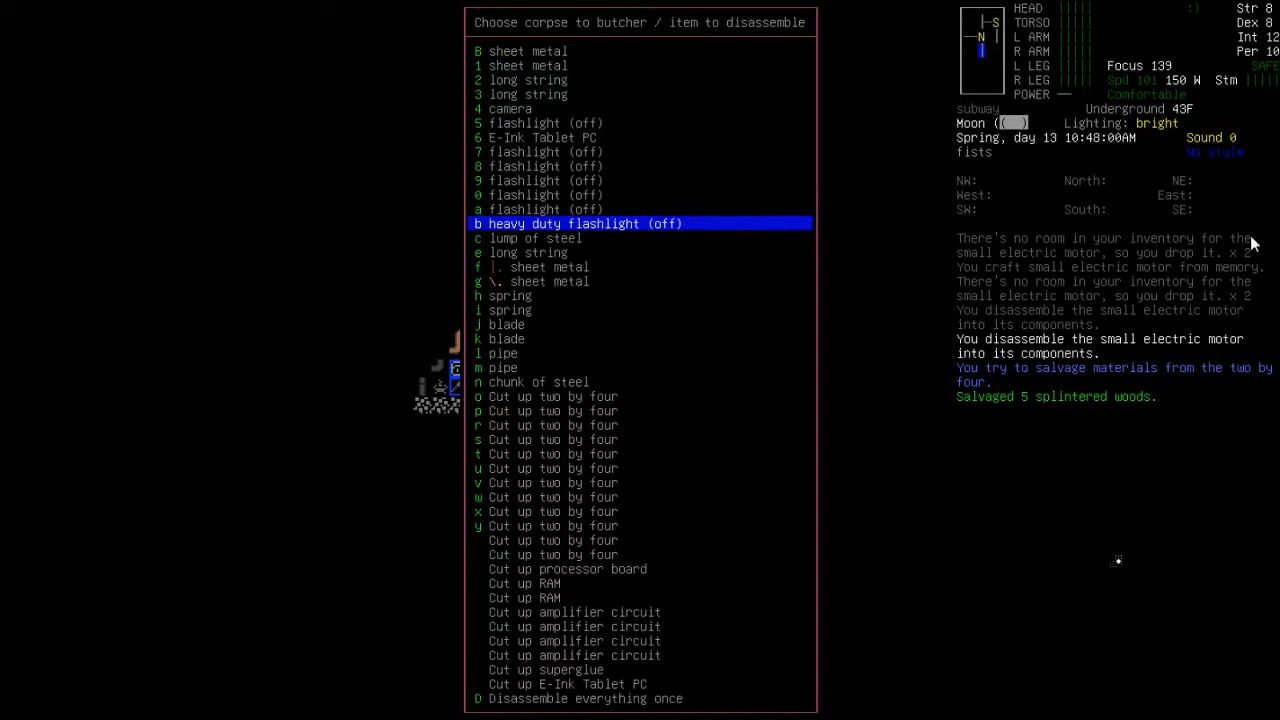 Choose corpse to butcher / item to disassemble
B sheet metal
1 sheet metal
2 long string
3 long string
4 camera
5 flashlight (off)
6 E-Ink Tablet PC
7 flashlight (off)
8 flashlight (off)
9 flashlight (off)
0 flashlight (off)
a flashlight (off)
b heavy duty flashlight (off)
c lump of steel
e long string
f |. sheet metal
g \. sheet metal
h spring
i spring
j blade
k blade
l pipe
m pipe
n chunk of steel
o Cut up two by four
p Cut up two by four
r Cut up two by four
s Cut up two by four
t Cut up two by four
u Cut up two by four
v Cut up two by four
w Cut up two by four
x Cut up two by four
y Cut up two by four
Cut up two by four
Cut up two by four
Cut up processor board
Cut up RAM
Cut up RAM
Cut up amplifier circuit
Cut up amplifier circuit
Cut up amplifier circuit
Cut up amplifier circuit
Cut up superglue
Cut up E-Ink Tablet PC
D Disassemble everything once
S
N
HEAD ||||| :) Str 8
TORSO ||||| Dex 8
L ARM ||||| Int 12
R ARM ||||| Per 10
L LEG ||||| Focus 139 SAFE
R LEG ||||| Spd 101 150 W Stm |||||
POWER — Comfortable
subway Underground 43F
Moon (( ) Lighting: bright
Spring, day 13 10:48:00AM Sound 0
fists No style
NW: North: NE:
West: East:
SW: South: SE:
There's no room in your inventory for the
small electric motor, so you drop it. x 2
You craft small electric motor from memory.
There's no room in your inventory for the
small electric motor, so you drop it. x 2
You disassemble the small electric motor
into its components.
You disassemble the small electric motor
into its components.
You try to salvage materials from the two by
four.
Salvaged 5 splintered woods.